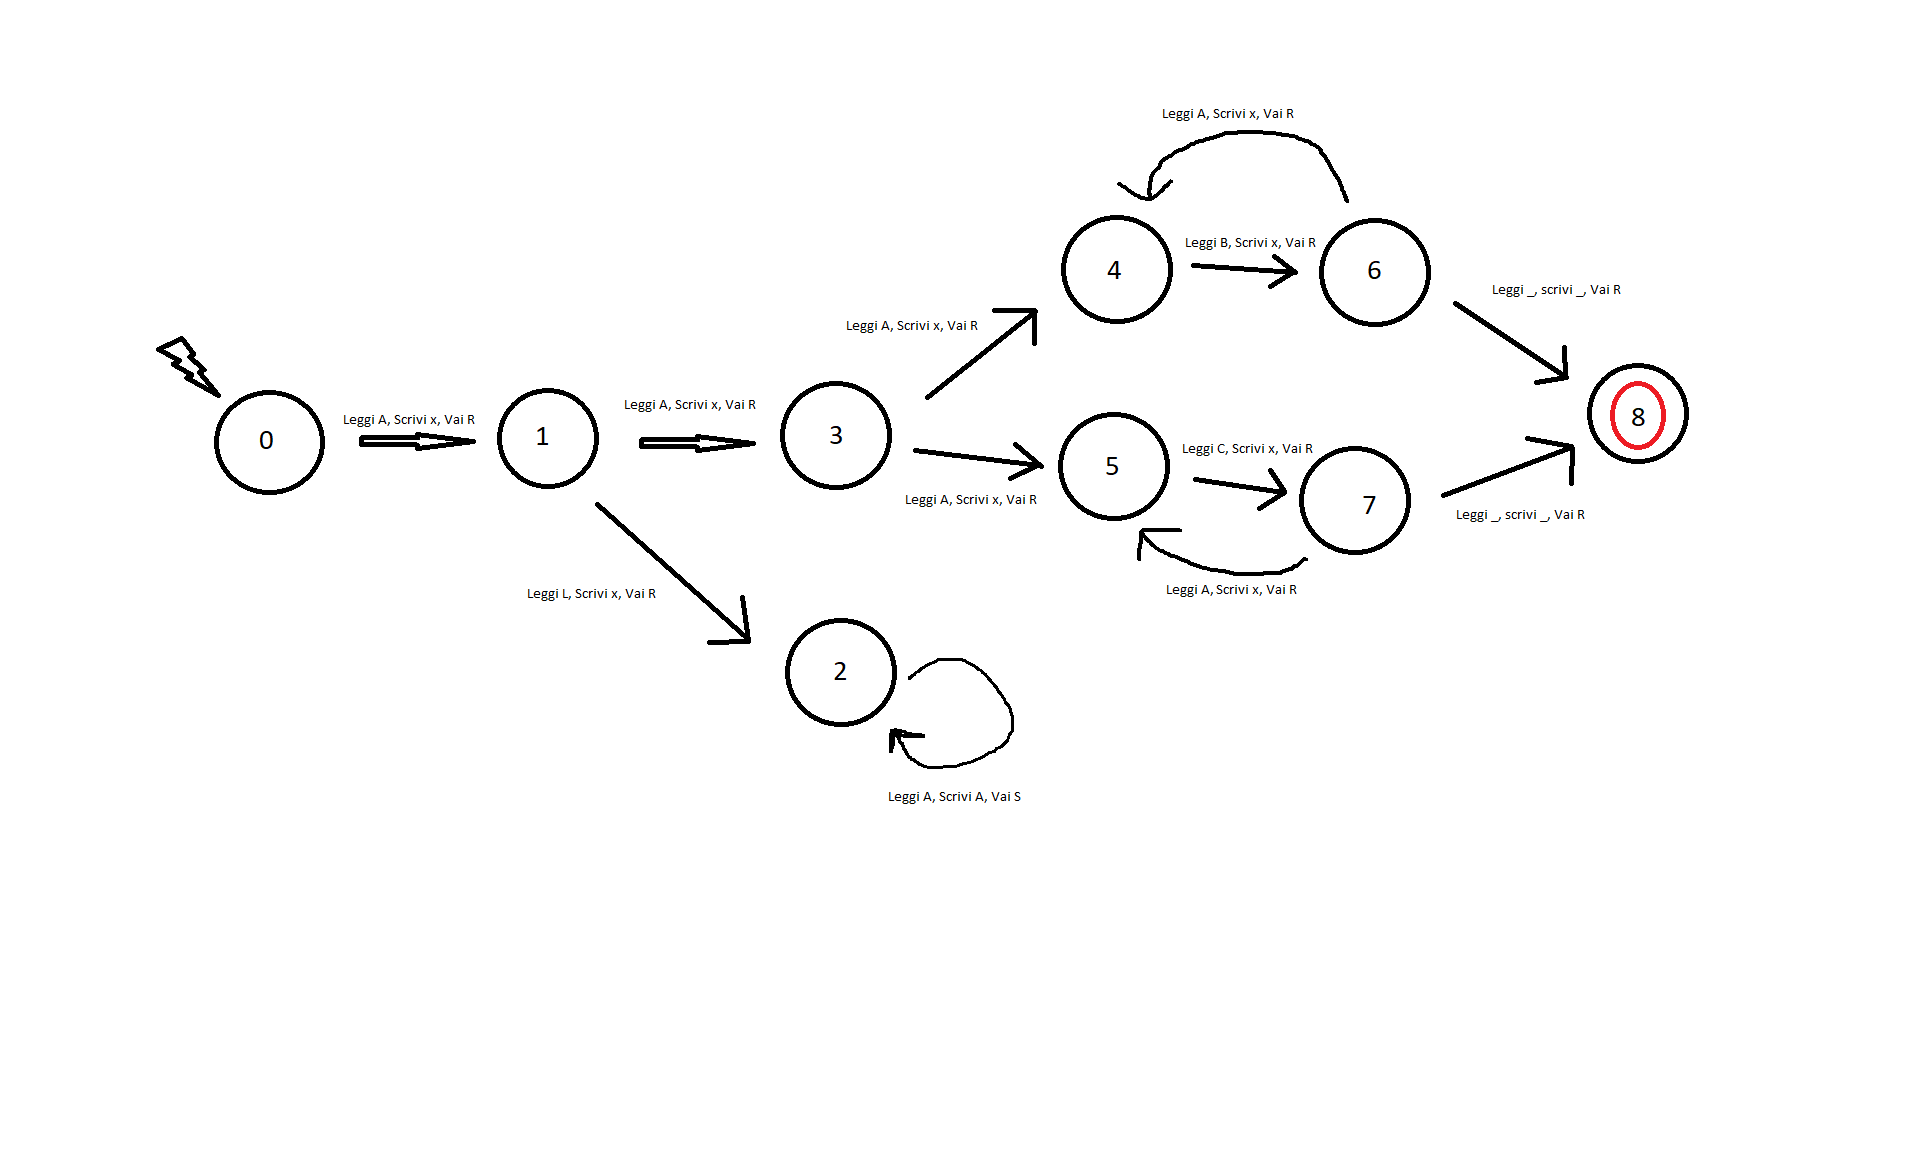 Leggi A, Scrivi x, Vai R
4
Leggi B, Scrivi x, Vai R
6
Leggi _, scrivi _, Vai R
Leggi A, Scrivi x, Vai R
0
Leggi A, Scrivi x, Vai R
1
Leggi A, Scrivi x, Vai R
3
8
Leggi A, Scrivi x, Vai R
5
Leggi C, Scrivi x, Vai R
7
Leggi _, scrivi _, Vai R
Leggi A, Scrivi x, Vai R
Leggi L, Scrivi x, Vai R
2
Leggi A, Scrivi A, Vai S